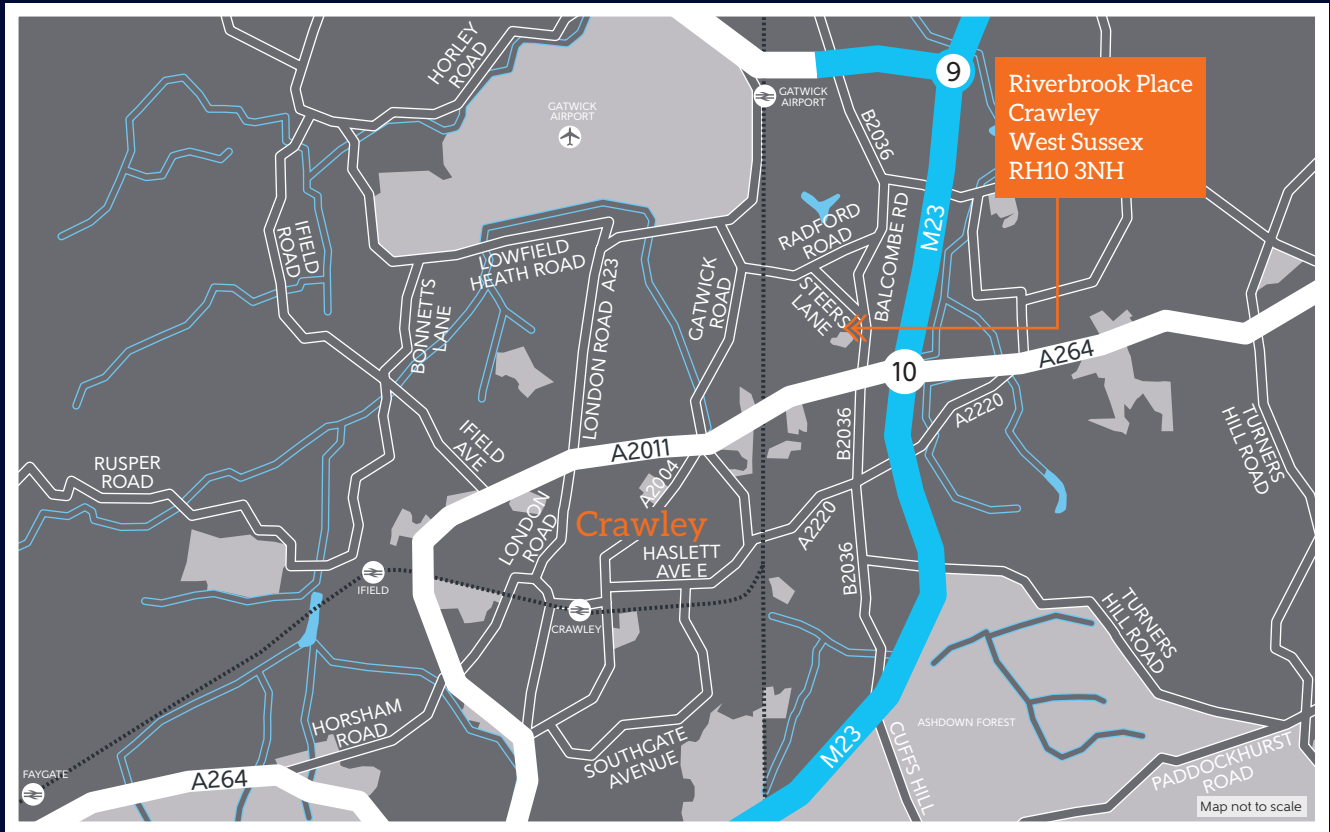 HORLEY
ROAD
GATWICK
AIRPORT
GATWICK
AIRPORT
9
Riverbrook Place
Crawley
West Sussex
RH10 3NH
B2036
M23
IFIELD
ROAD
RADFORD
ROAD
BALCOMBE RD
LOWFIELD
HEATH ROAD
LONDON ROAD A23
GATWICK
ROAD
STEERS
LANE
BONNETTS
LANE
10
A264
A2220
TURNERS
HILL ROAD
B2036
IFIELD
AVE
A2011
RUSPER
ROAD
A2004
LONDON
ROAD
Crawley
A2220
HASLETT
AVE E
B2036
IFIELD
CRAWLEY
TURNERS
HILL ROAD
HORSHAM
ROAD
SOUTHGATE
AVENUE
M23
CUFFS HILL
ASHDOWN FOREST
PADDOCKHURST
ROAD
FAYGATE
A264
Map not to scale